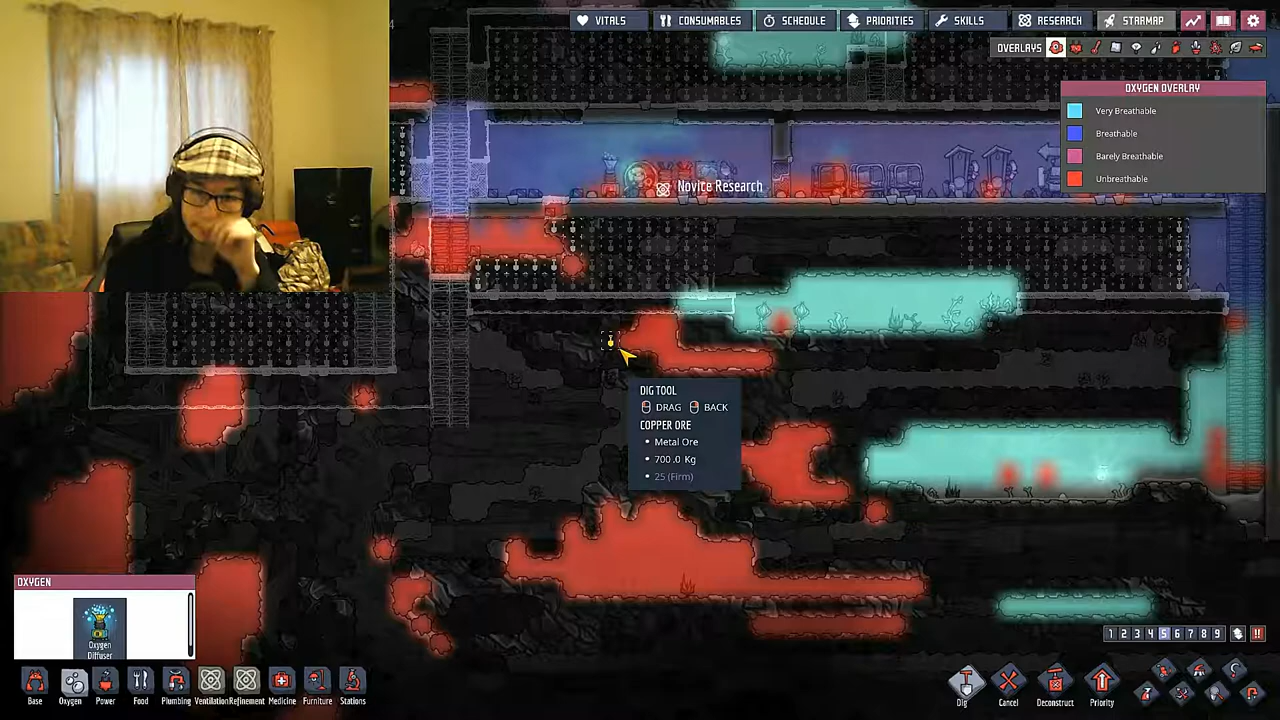 VITALS
CONSUMABLES
SCHEDULE
PRIORITIES
SKILLS
RESEARCH
STARMAP
OVERLAYS
OXYGEN OVERLAY
Very Breathable
Breathable
Barely Breathable
Unbreathable
Novice Research
DIG TOOL
DRAG BACK
COPPER ORE
• Metal Ore
• 700.0 Kg
• 25 (Firm)
OXYGEN
Oxygen
Diffuser
1 2 3 4 5 6 7 8 9 !!
Base Oxygen Power Food Plumbing Ventilation Refinement Medicine Furniture Stations
Dig Cancel Deconstruct Priority